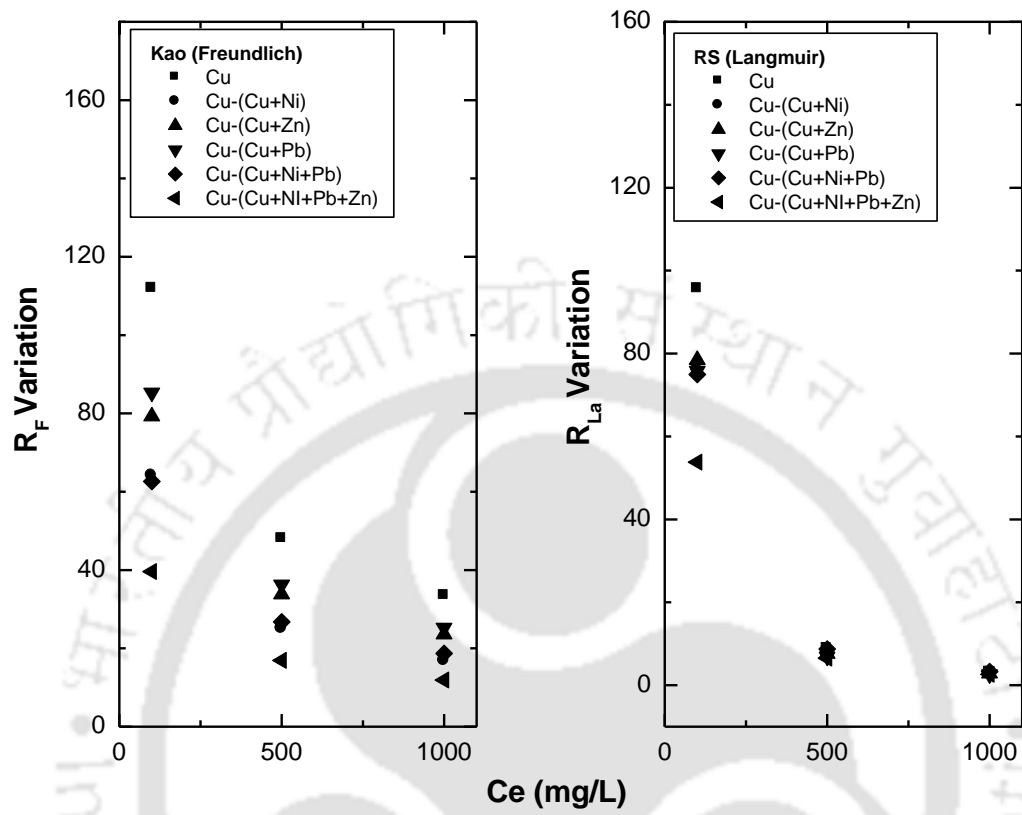 Kao (Freundlich)
Cu
Cu-(Cu+Ni)
Cu-(Cu+Zn)
Cu-(Cu+Pb)
Cu-(Cu+Ni+Pb)
Cu-(Cu+NI+Pb+Zn)
160
120
80
40
0
R_F Variation
0
500
1000
RS (Langmuir)
Cu
Cu-(Cu+Ni)
Cu-(Cu+Zn)
Cu-(Cu+Pb)
Cu-(Cu+Ni+Pb)
Cu-(Cu+NI+Pb+Zn)
160
120
80
40
0
R_La Variation
0
500
1000
Ce (mg/L)